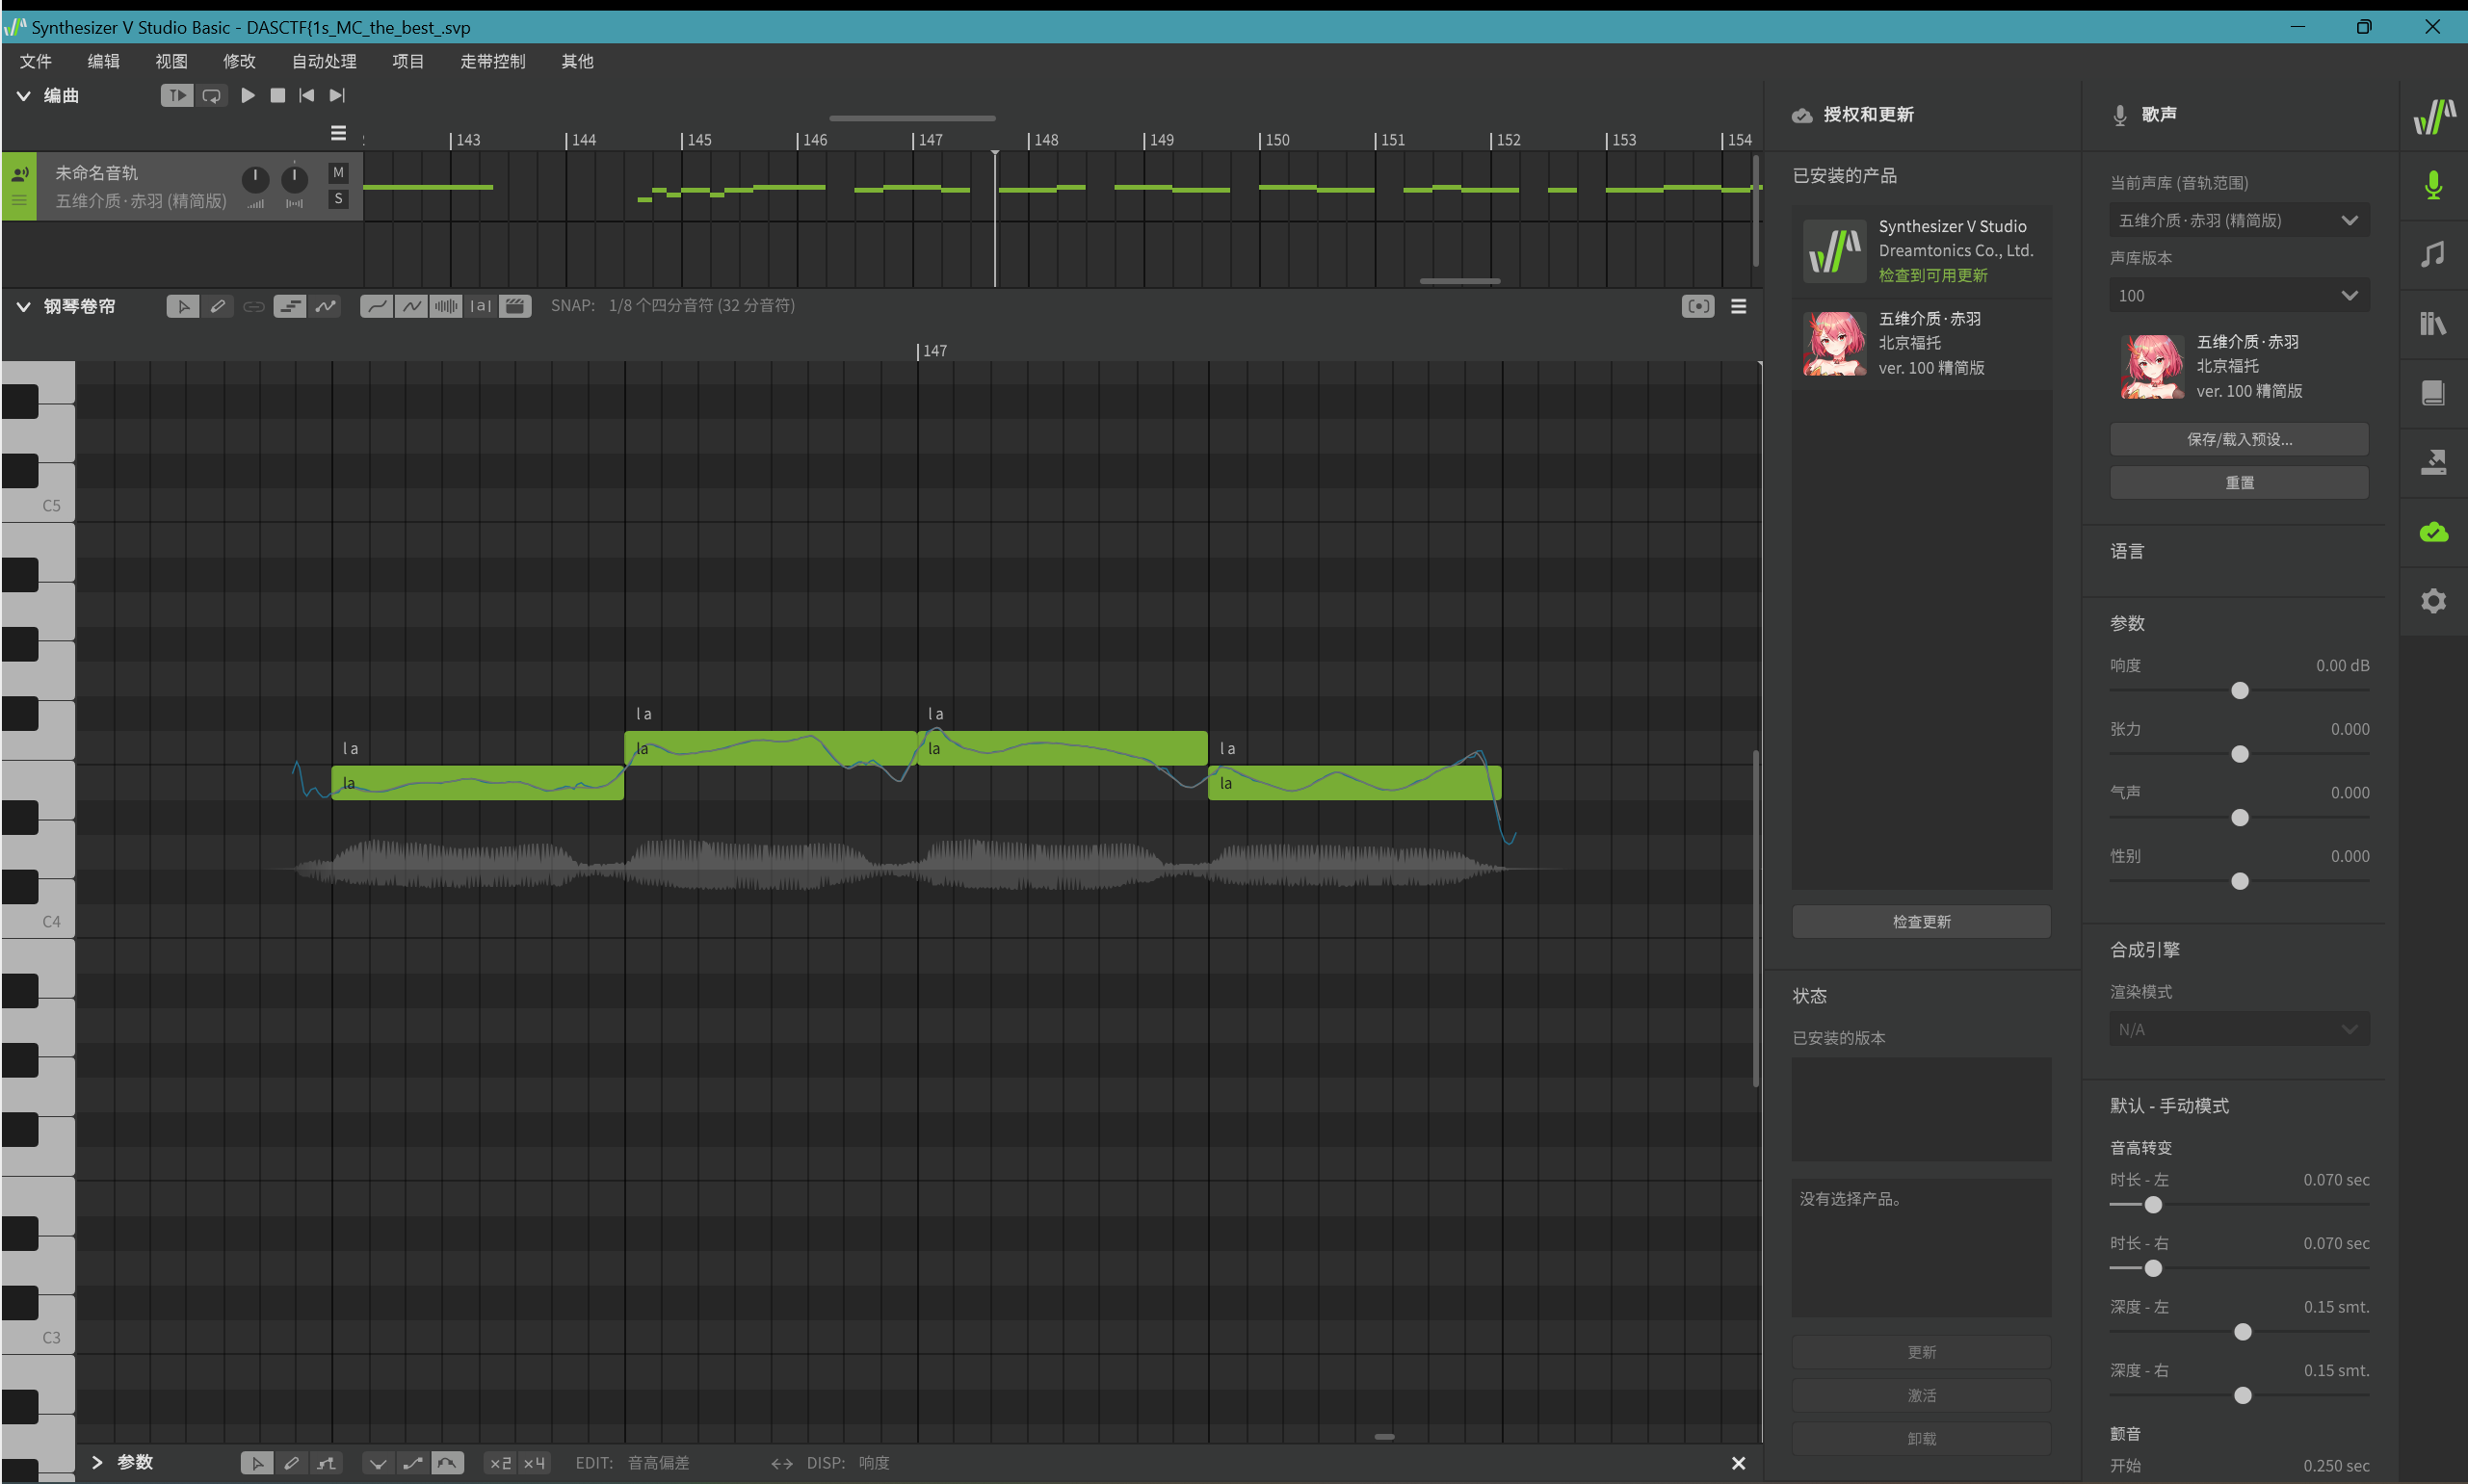 Synthesizer V Studio Basic - DASCTF{1s_MC_the_best_.svp
文件 编辑 视图 修改 自动处理 项目 走带控制 其他
编曲
143 144 145 146 147 148 149 150 151 152 153 154
未命名音轨
五维介质·赤羽 (精简版)
M
S
钢琴卷帘
SNAP: 1/8 个四分音符 (32 分音符)
147
C5
l a
l a
l a
l a
la
la
la
la
C4
C3
参数
×2 ×4
EDIT: 音高偏差
DISP: 响度
授权和更新
已安装的产品
Synthesizer V Studio
Dreamtonics Co., Ltd.
检查到可用更新
五维介质·赤羽
北京福托
ver. 100 精简版
检查更新
状态
已安装的版本
没有选择产品。
更新
激活
卸载
歌声
当前声库 (音轨范围)
五维介质·赤羽 (精简版)
声库版本
100
五维介质·赤羽
北京福托
ver. 100 精简版
保存/载入预设...
重置
语言
参数
响度 0.00 dB
张力 0.000
气声 0.000
性别 0.000
合成引擎
渲染模式
N/A
默认 - 手动模式
音高转变
时长 - 左 0.070 sec
时长 - 右 0.070 sec
深度 - 左 0.15 smt.
深度 - 右 0.15 smt.
颤音
开始 0.250 sec